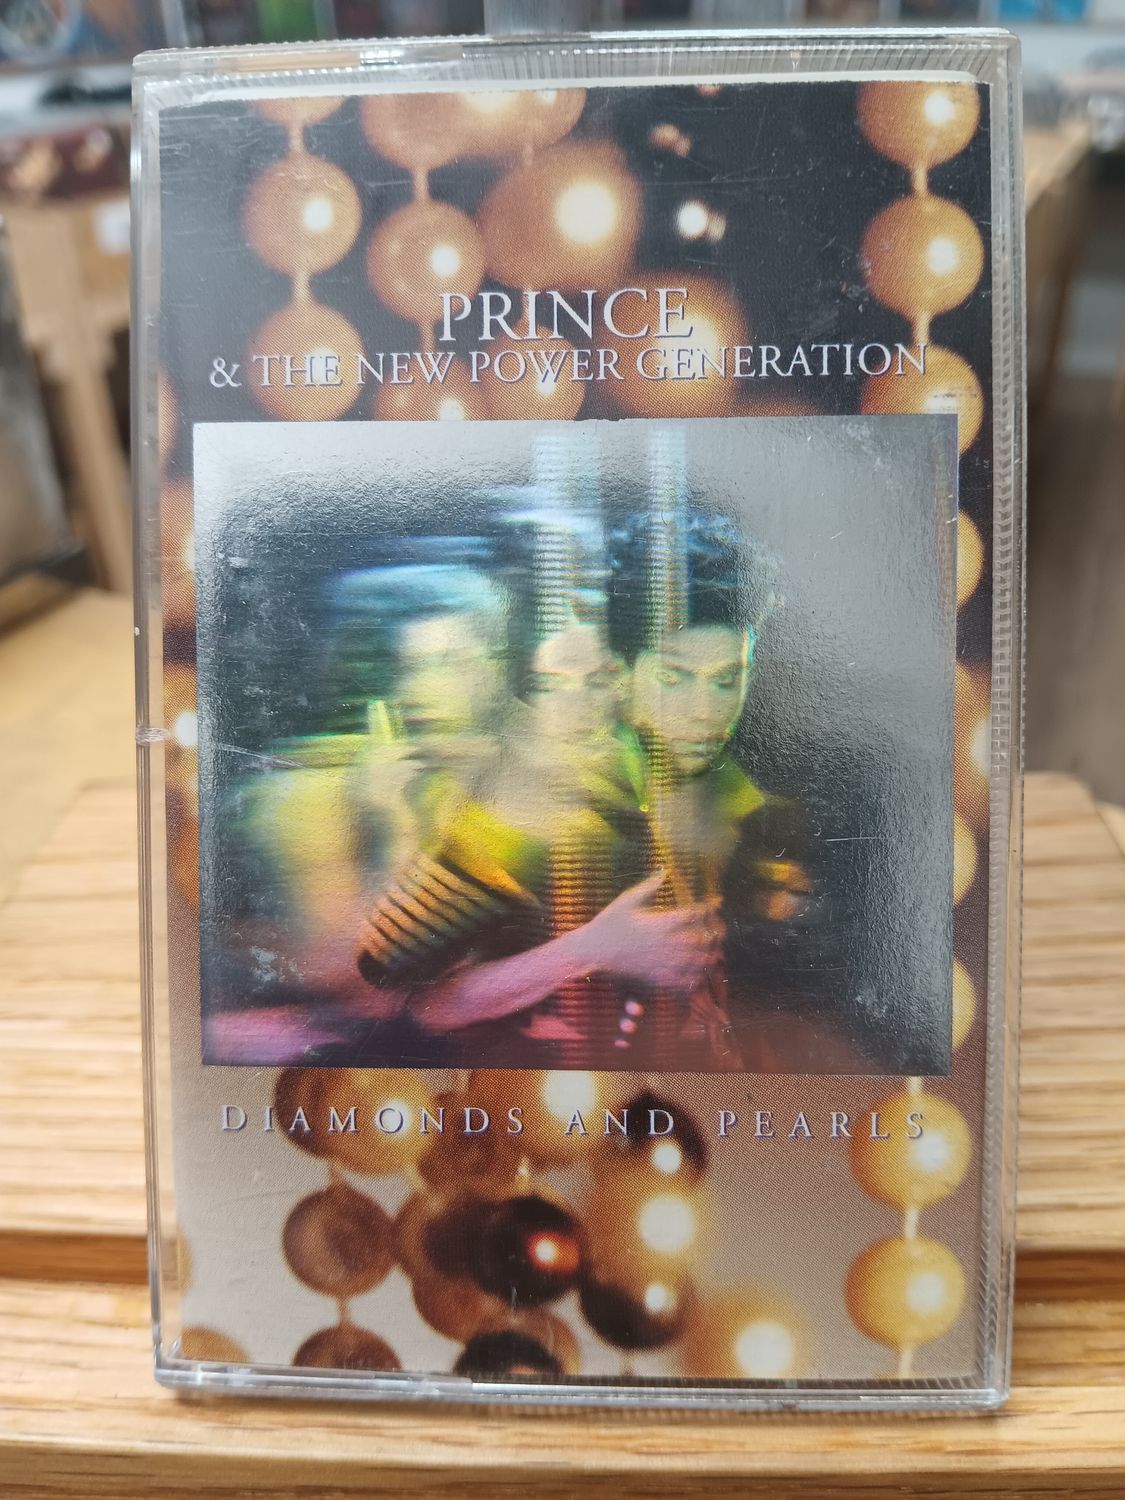 PRINCE
& THE NEW POWER GENERATION
DIAMONDS AND PEARLS